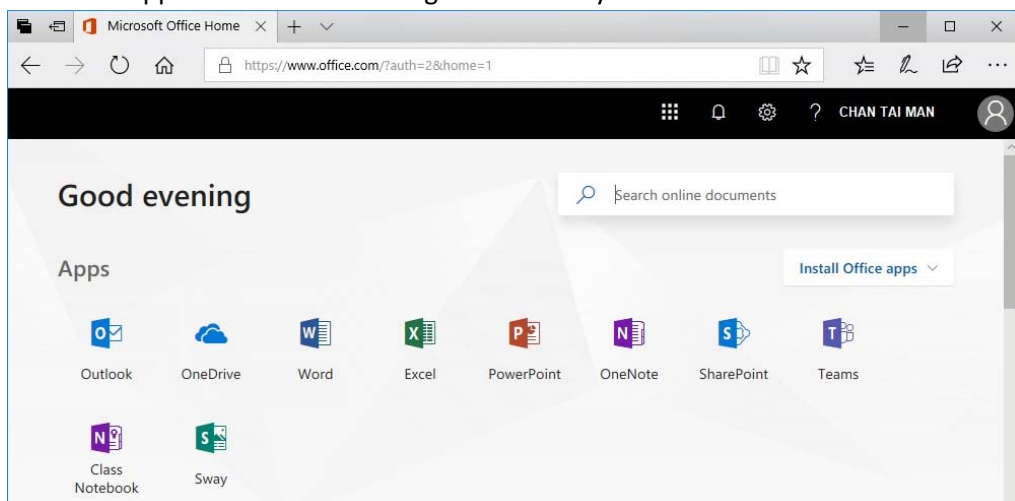 Microsoft Office Home
https://www.office.com/?auth=2&home=1
? CHAN TAI MAN
Good evening
Search online documents
Apps
Install Office apps
Outlook OneDrive Word Excel PowerPoint OneNote SharePoint Teams
Class Notebook Sway